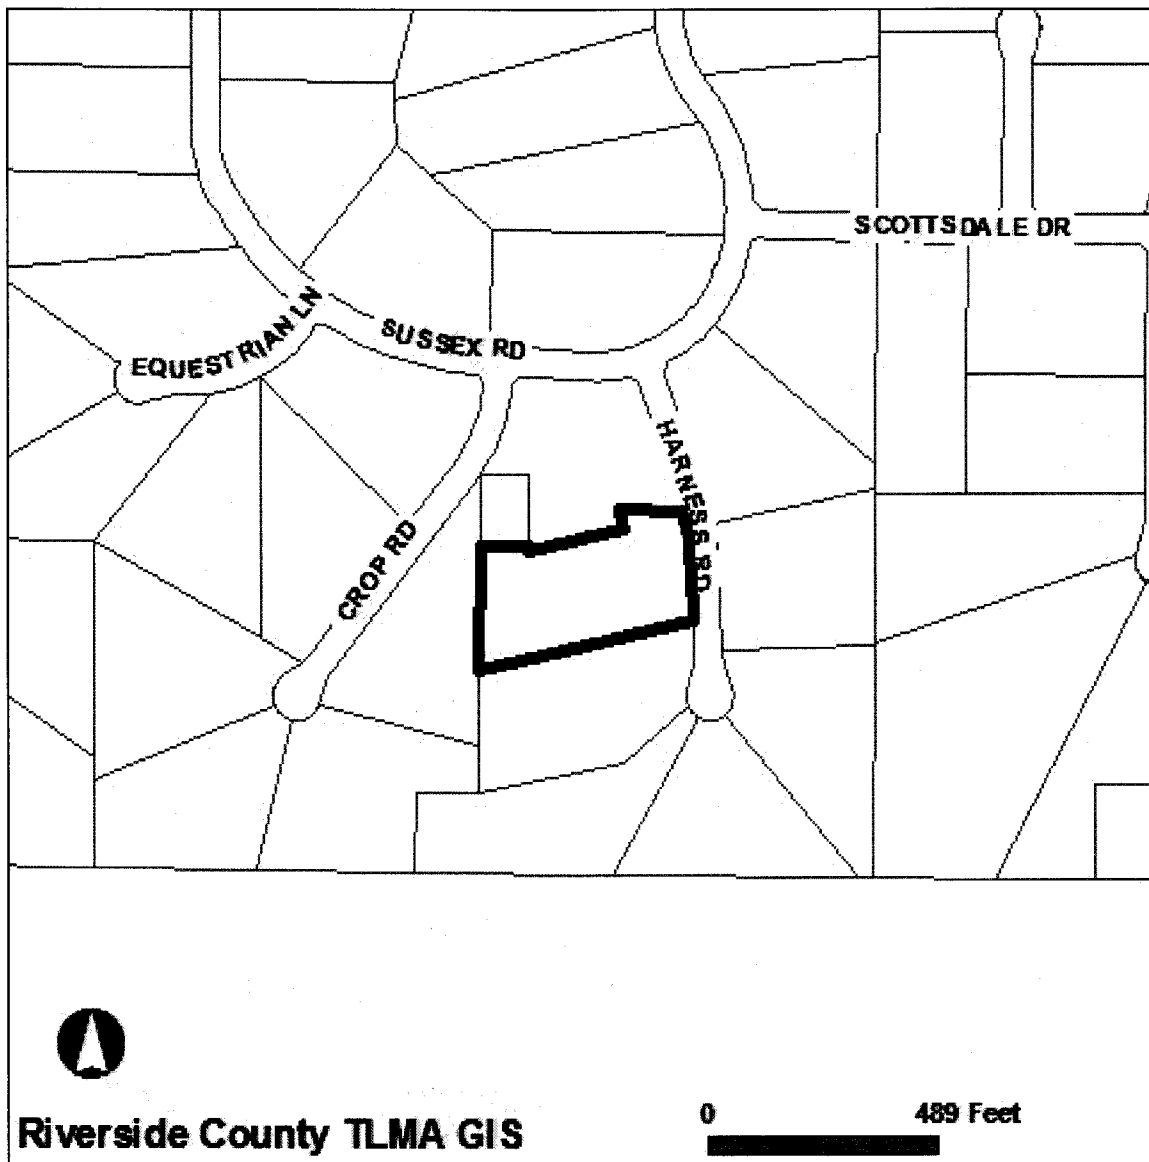 SCOTTSDALE DR
EQUESTRIAN LN
SUSSEX RD
HARNESS RD
CROP RD
0 489 Feet
Riverside County TLMA GIS